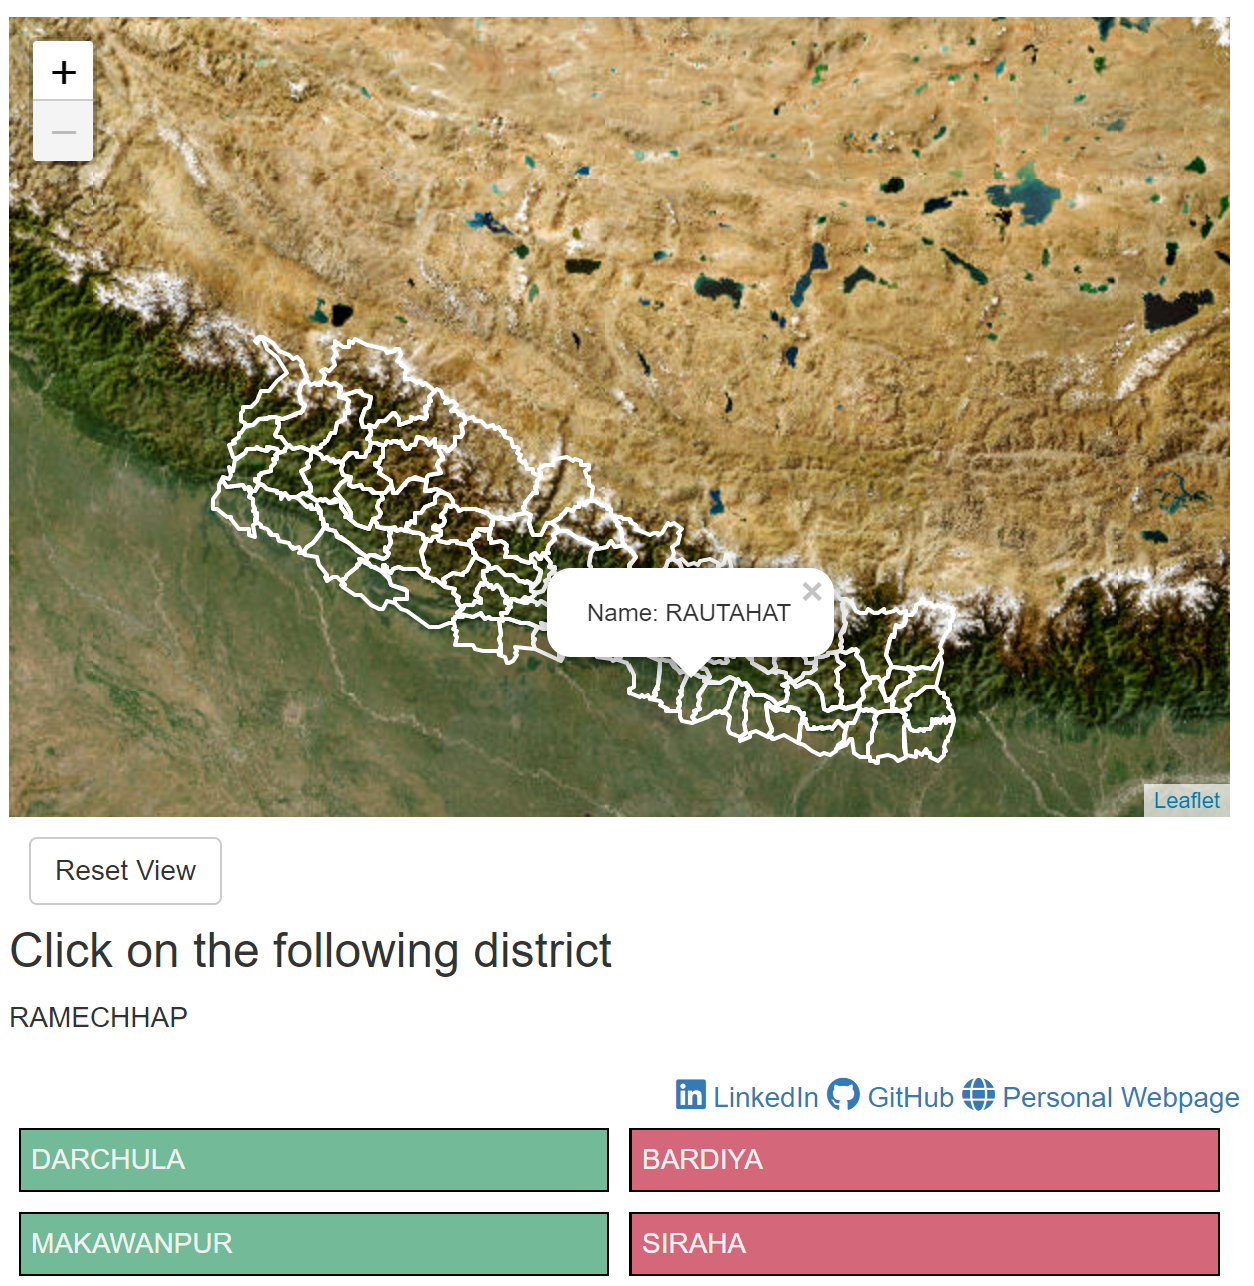 +
−
Name: RAUTAHAT
×
Leaflet
Reset View
Click on the following district
RAMECHHAP
LinkedIn GitHub Personal Webpage
DARCHULA
BARDIYA
MAKAWANPUR
SIRAHA